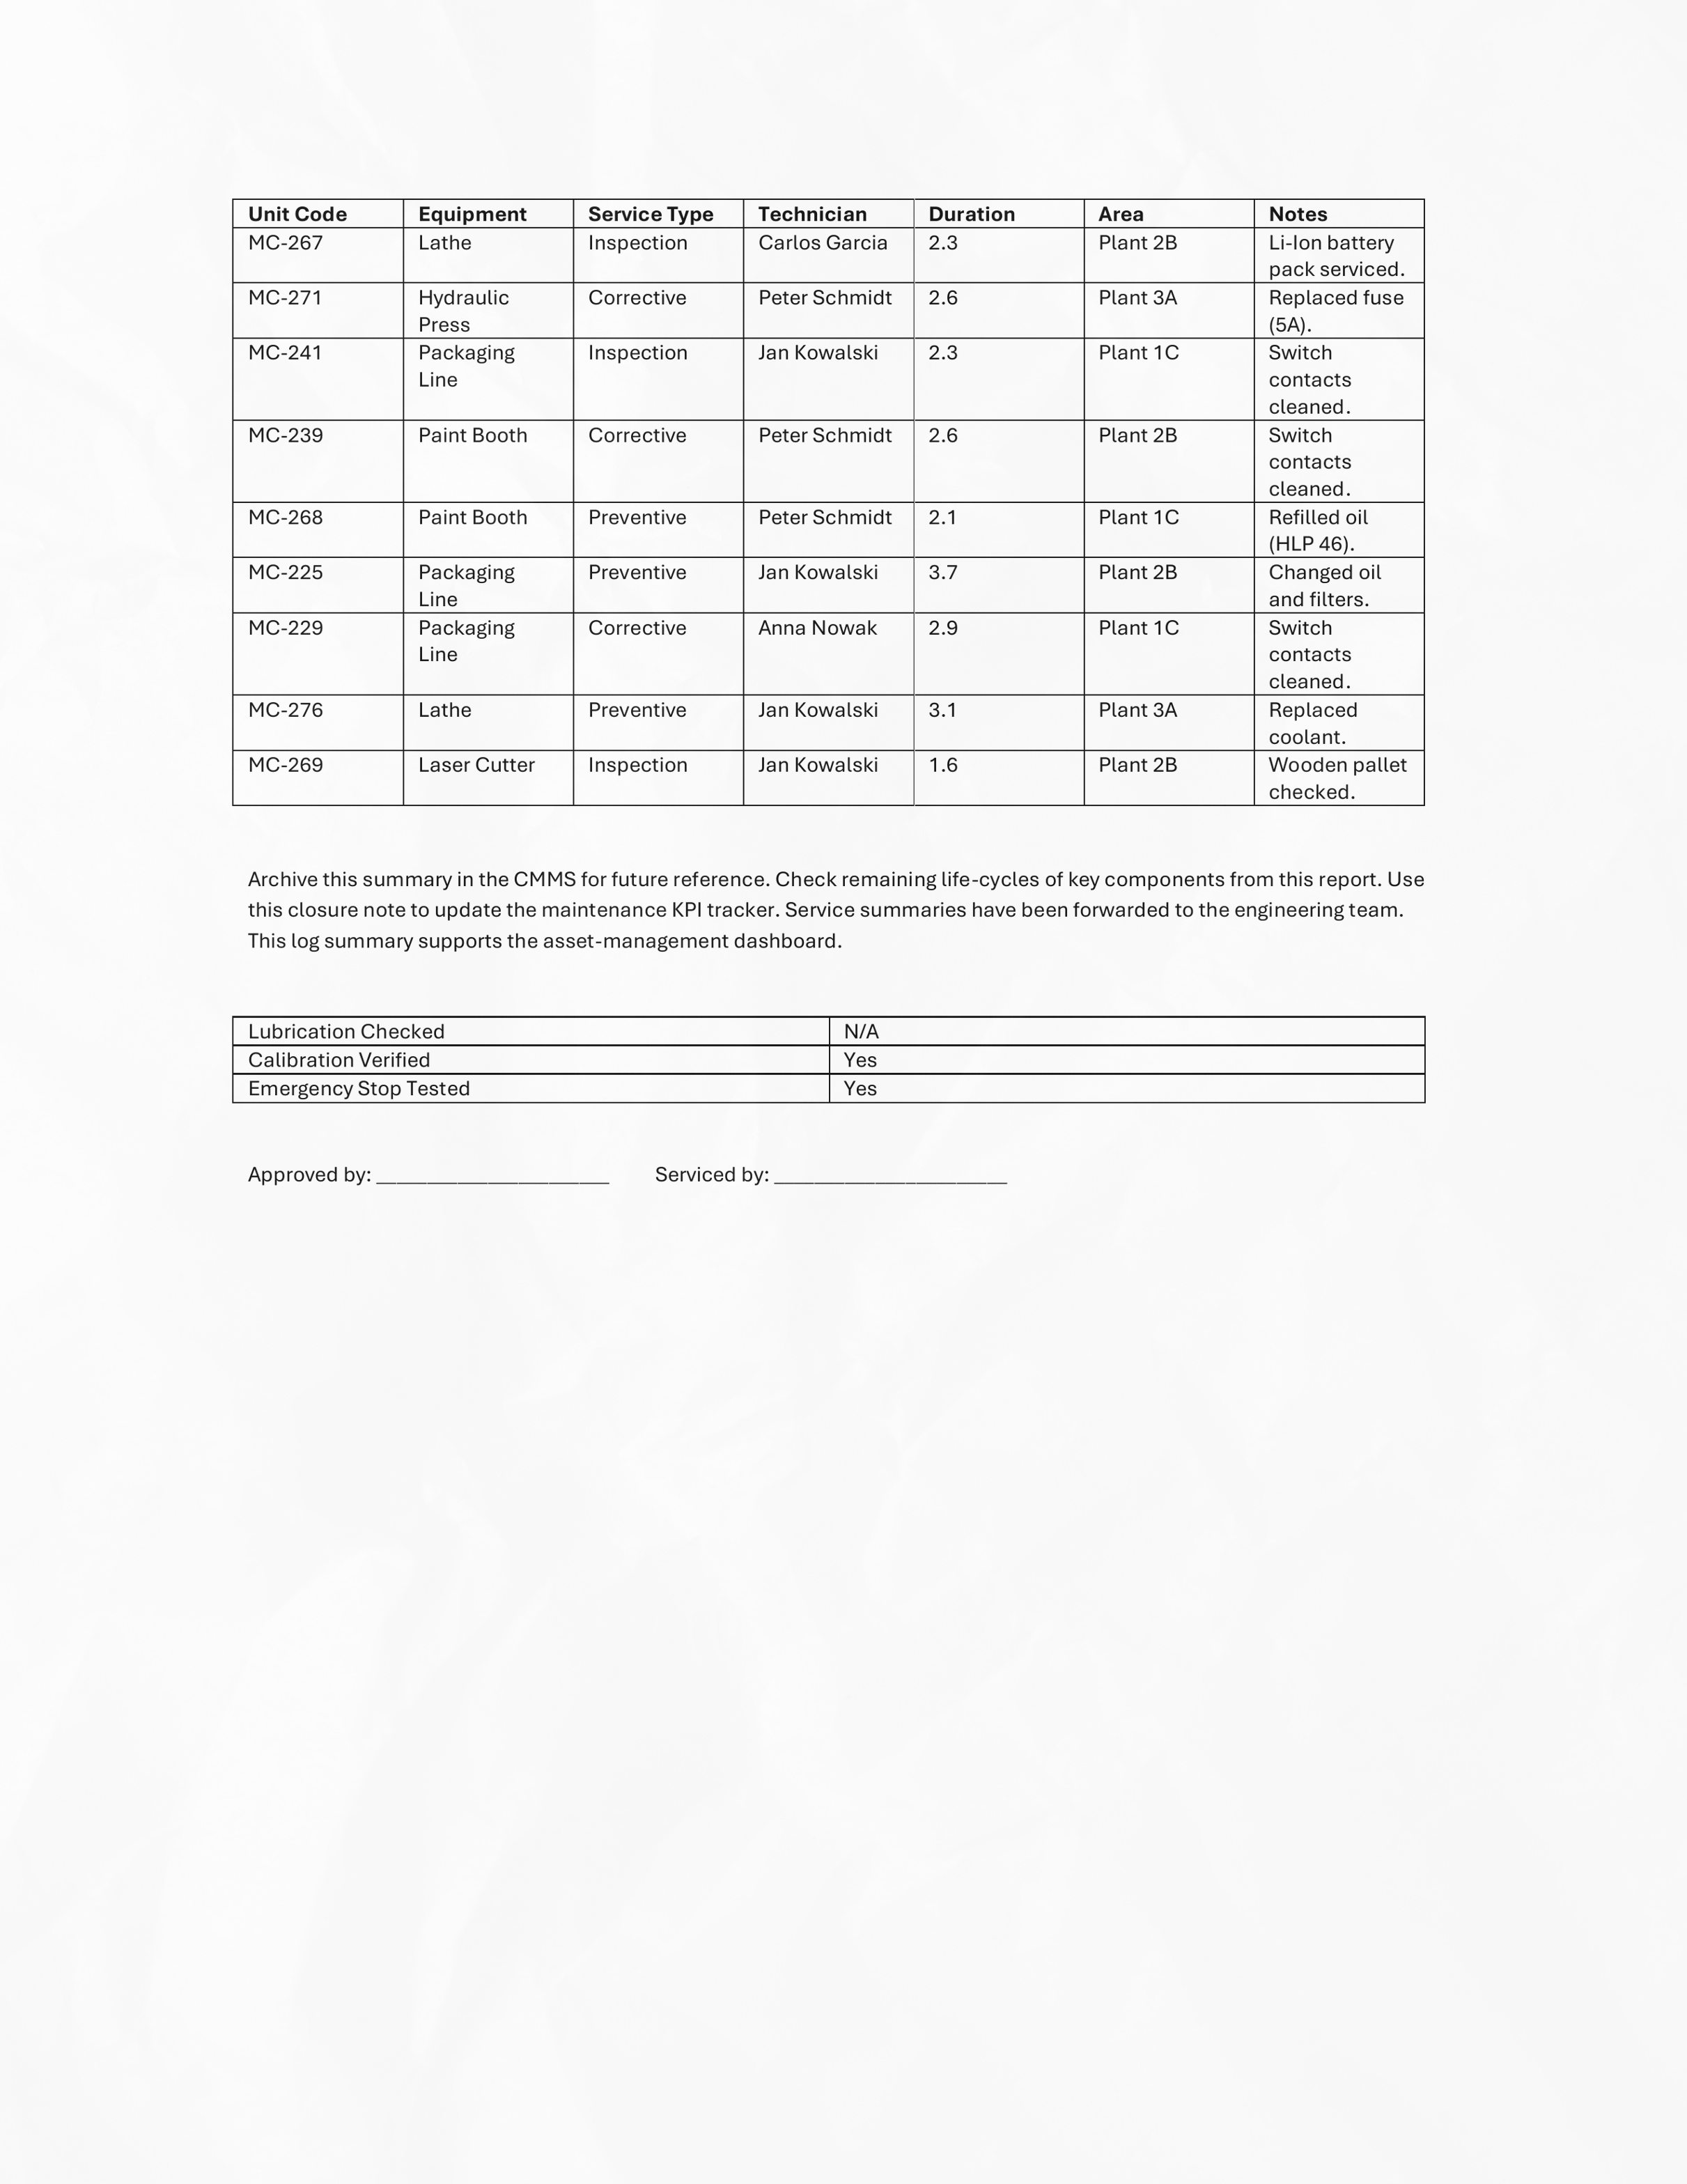 Unit Code Equipment Service Type Technician Duration Area Notes
MC-267 Lathe Inspection Carlos Garcia 2.3 Plant 2B Li-Ion battery
pack serviced.
MC-271 Hydraulic Corrective Peter Schmidt 2.6 Plant 3A Replaced fuse
Press (5A).
MC-241 Packaging Inspection Jan Kowalski 2.3 Plant 1C Switch
Line contacts
cleaned.
MC-239 Paint Booth Corrective Peter Schmidt 2.6 Plant 2B Switch
contacts
cleaned.
MC-268 Paint Booth Preventive Peter Schmidt 2.1 Plant 1C Refilled oil
(HLP 46).
MC-225 Packaging Preventive Jan Kowalski 3.7 Plant 2B Changed oil
Line and filters.
MC-229 Packaging Corrective Anna Nowak 2.9 Plant 1C Switch
Line contacts
cleaned.
MC-276 Lathe Preventive Jan Kowalski 3.1 Plant 3A Replaced
coolant.
MC-269 Laser Cutter Inspection Jan Kowalski 1.6 Plant 2B Wooden pallet
checked.
Archive this summary in the CMMS for future reference. Check remaining life-cycles of key components from this report. Use
this closure note to update the maintenance KPI tracker. Service summaries have been forwarded to the engineering team.
This log summary supports the asset-management dashboard.
Lubrication Checked N/A
Calibration Verified Yes
Emergency Stop Tested Yes
Approved by: _______________________ Serviced by: _______________________